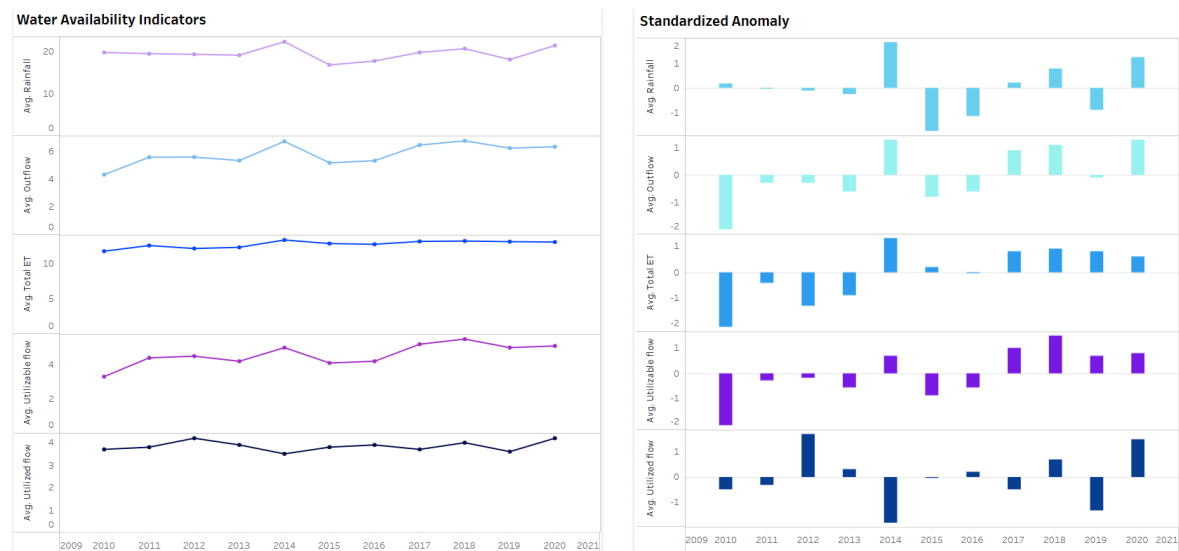 Water Availability Indicators
Avg. Rainfall
20
10
0
Avg. Outflow
6
4
2
0
Avg. Total ET
10
5
0
Avg. Utilizable flow
4
2
0
Avg. Utilized flow
4
3
2
1
0
2009 2010 2011 2012 2013 2014 2015 2016 2017 2018 2019 2020 2021
Standardized Anomaly
Avg. Rainfall
2
1
0
-1
Avg. Outflow
1
0
-1
-2
Avg. Total ET
1
0
-1
-2
Avg. Utilizable flow
1
0
-1
-2
Avg. Utilized flow
1
0
-1
2009 2010 2011 2012 2013 2014 2015 2016 2017 2018 2019 2020 2021